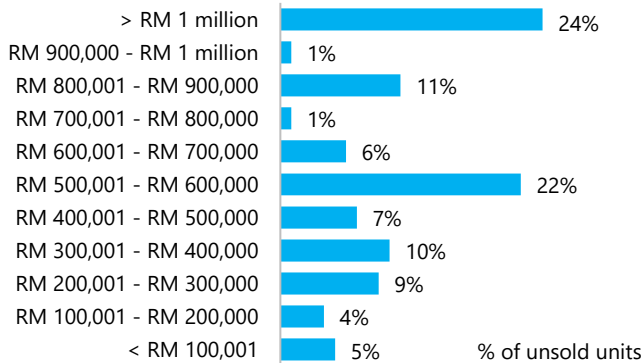 > RM 1 million 24%
RM 900,000 - RM 1 million 1%
RM 800,001 - RM 900,000 11%
RM 700,001 - RM 800,000 1%
RM 600,001 - RM 700,000 6%
RM 500,001 - RM 600,000 22%
RM 400,001 - RM 500,000 7%
RM 300,001 - RM 400,000 10%
RM 200,001 - RM 300,000 9%
RM 100,001 - RM 200,000 4%
< RM 100,001 5% % of unsold units